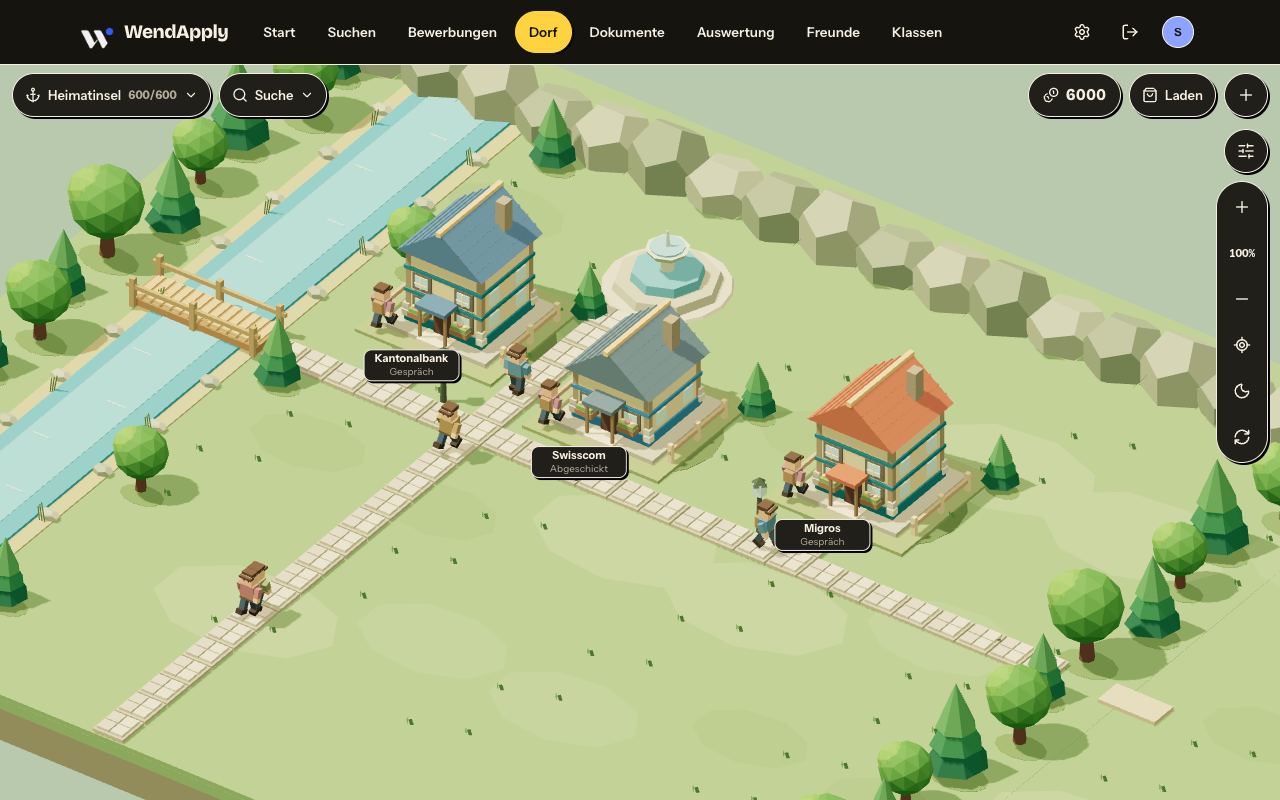 WendApply
Start
Suchen
Bewerbungen
Dorf
Dokumente
Auswertung
Freunde
Klassen
S
Heimatinsel 600/600
Suche
6000
Laden
100%
Kantonalbank
Gespräch
Swisscom
Abgeschickt
Migros
Gespräch